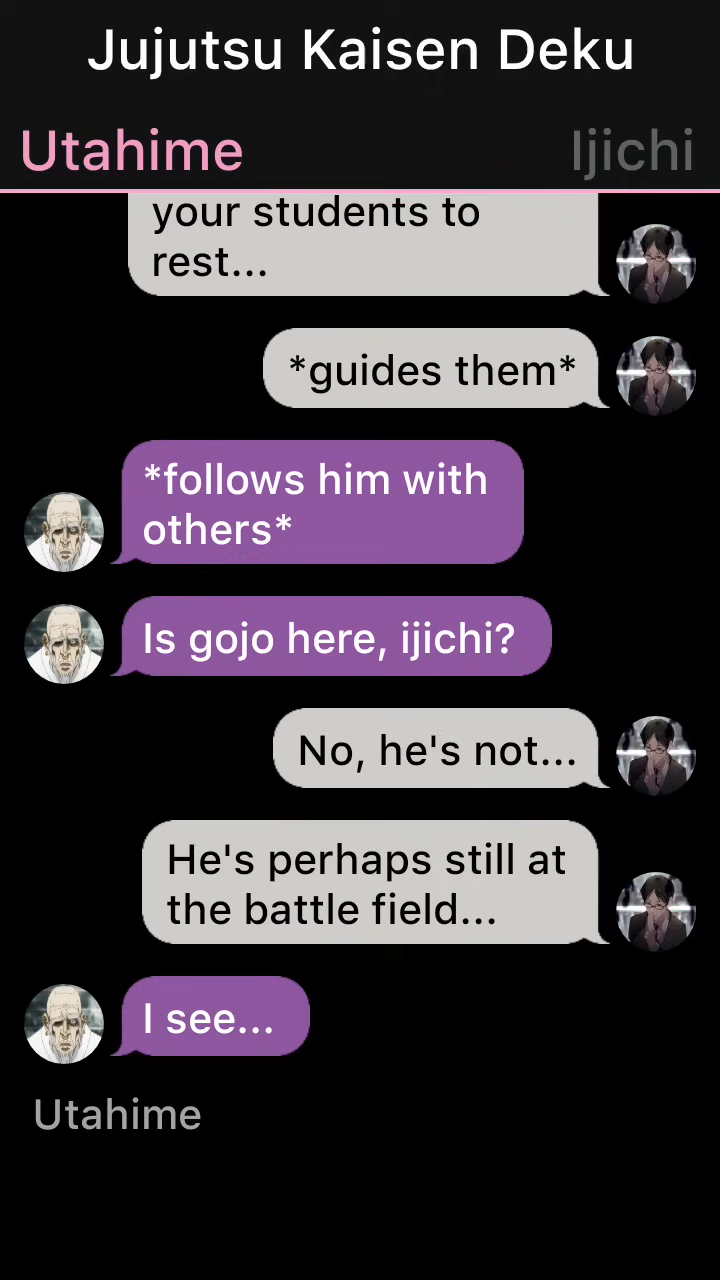 Jujutsu Kaisen Deku
Utahime
Ijichi
your students to
rest...
*guides them*
*follows him with
others*
Is gojo here, ijichi?
No, he's not...
He's perhaps still at
the battle field...
I see...
Utahime